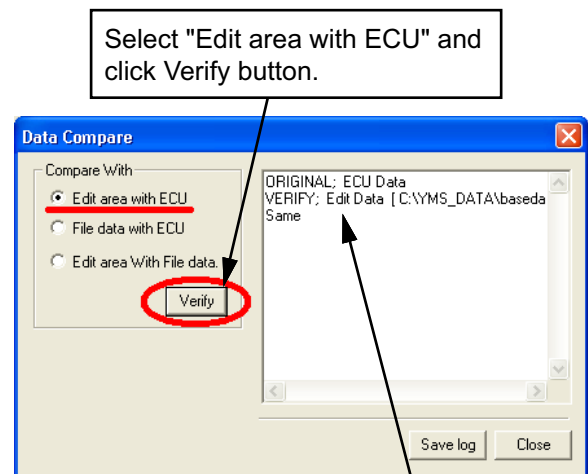 Select "Edit area with ECU" and
click Verify button.
Data Compare
Compare With
Edit area with ECU
File data with ECU
Edit area With File data.
Verify
ORIGINAL; ECU Data
VERIFY; Edit Data [ C:\YMS_DATA\baseda
Same
Save log
Close